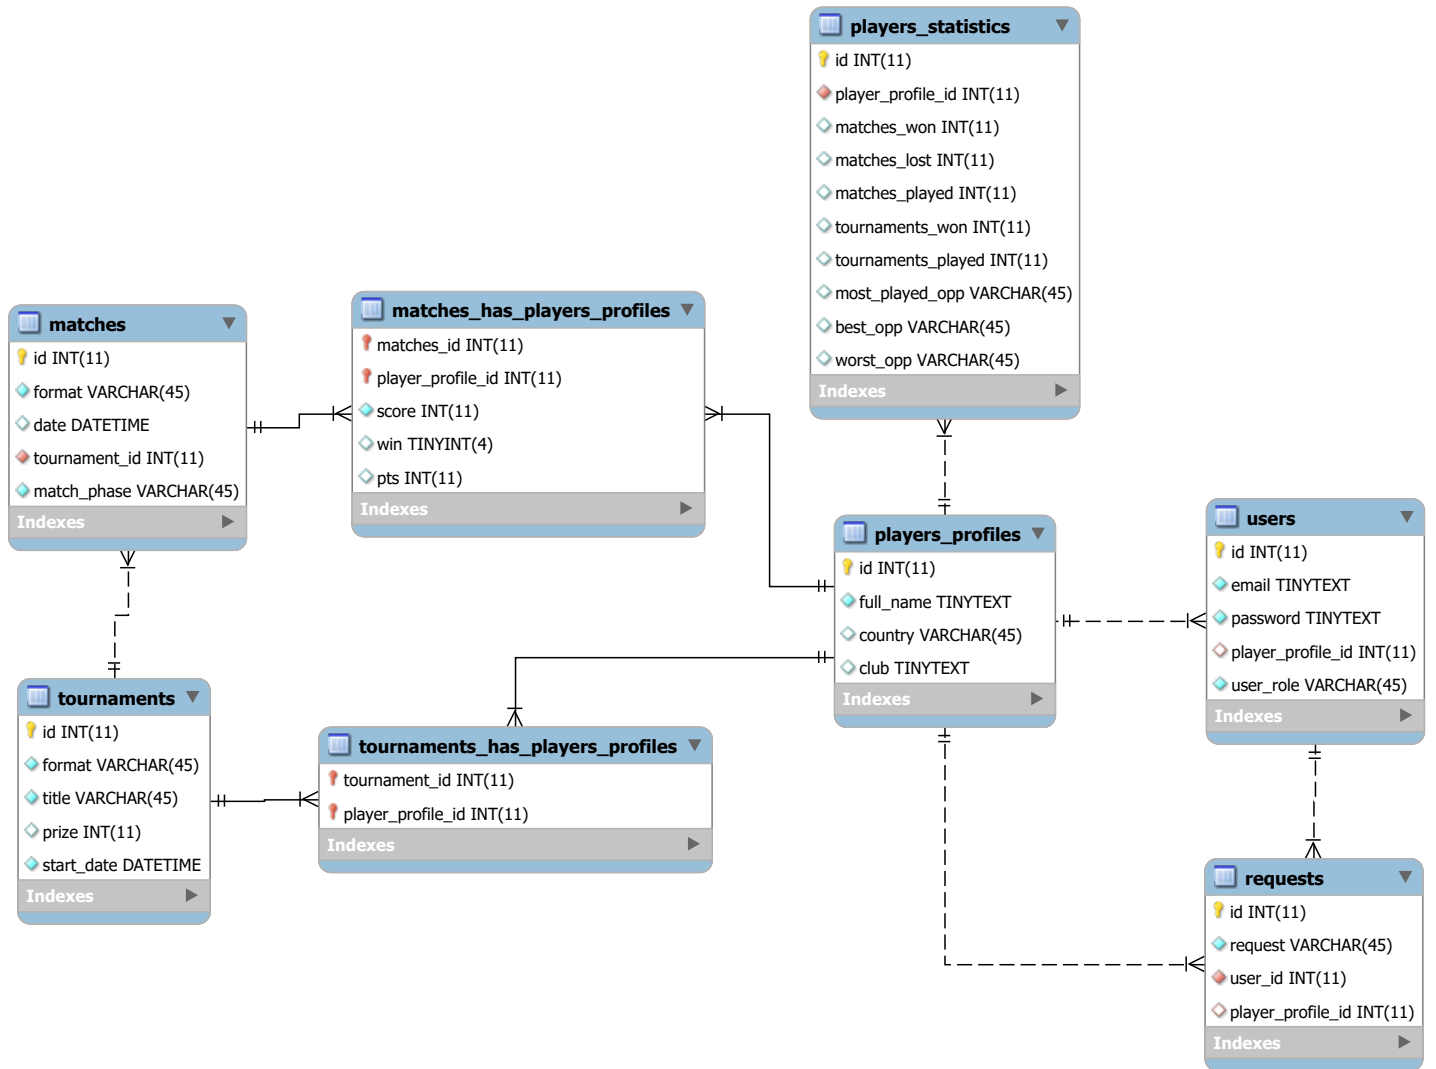 players_statistics
id INT(11)
player_profile_id INT(11)
matches_won INT(11)
matches_lost INT(11)
matches_played INT(11)
tournaments_won INT(11)
tournaments_played INT(11)
most_played_opp VARCHAR(45)
best_opp VARCHAR(45)
worst_opp VARCHAR(45)
Indexes
matches
id INT(11)
format VARCHAR(45)
date DATETIME
tournament_id INT(11)
match_phase VARCHAR(45)
Indexes
matches_has_players_profiles
matches_id INT(11)
player_profile_id INT(11)
score INT(11)
win TINYINT(4)
pts INT(11)
Indexes
players_profiles
id INT(11)
full_name TINYTEXT
country VARCHAR(45)
club TINYTEXT
Indexes
users
id INT(11)
email TINYTEXT
password TINYTEXT
player_profile_id INT(11)
user_role VARCHAR(45)
Indexes
tournaments
id INT(11)
format VARCHAR(45)
title VARCHAR(45)
prize INT(11)
start_date DATETIME
Indexes
tournaments_has_players_profiles
tournament_id INT(11)
player_profile_id INT(11)
Indexes
requests
id INT(11)
request VARCHAR(45)
user_id INT(11)
player_profile_id INT(11)
Indexes